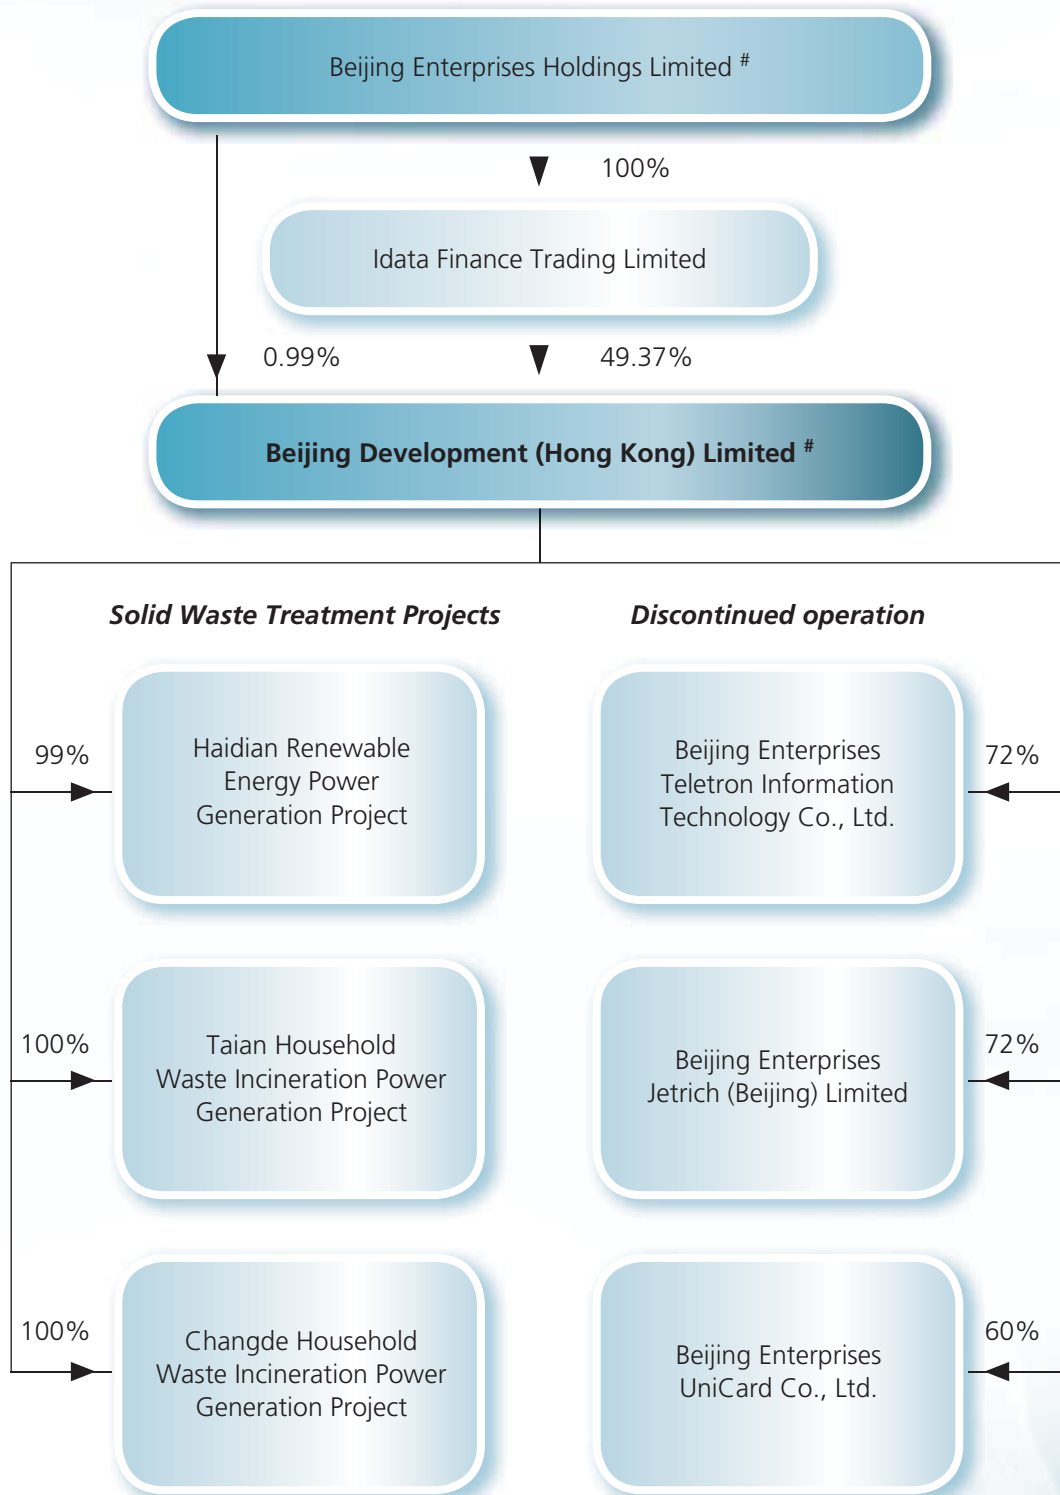 Beijing Enterprises Holdings Limited #
100%
Idata Finance Trading Limited
0.99%
49.37%
Beijing Development (Hong Kong) Limited #
Solid Waste Treatment Projects
Discontinued operation
99%
Haidian Renewable
Energy Power
Generation Project
Beijing Enterprises
Teletron Information
Technology Co., Ltd.
72%
100%
Taian Household
Waste Incineration Power
Generation Project
Beijing Enterprises
Jetrich (Beijing) Limited
72%
100%
Changde Household
Waste Incineration Power
Generation Project
Beijing Enterprises
UniCard Co., Ltd.
60%